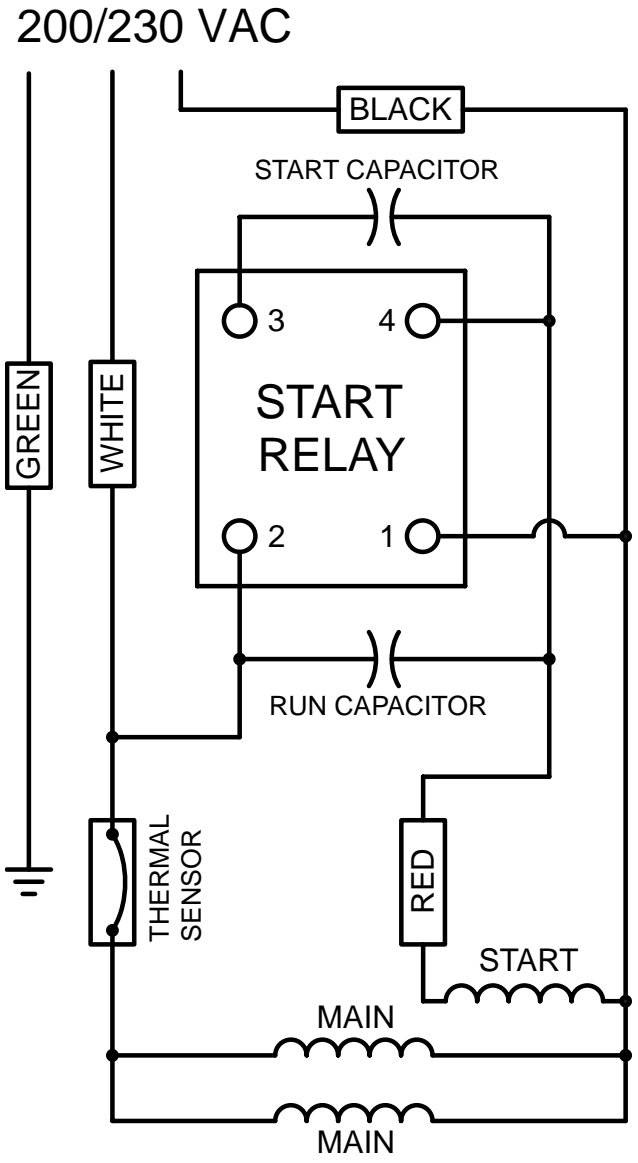 200/230 VAC
BLACK
START CAPACITOR
3
4
START
RELAY
GREEN
WHITE
2
1
RUN CAPACITOR
THERMAL
SENSOR
RED
START
MAIN
MAIN